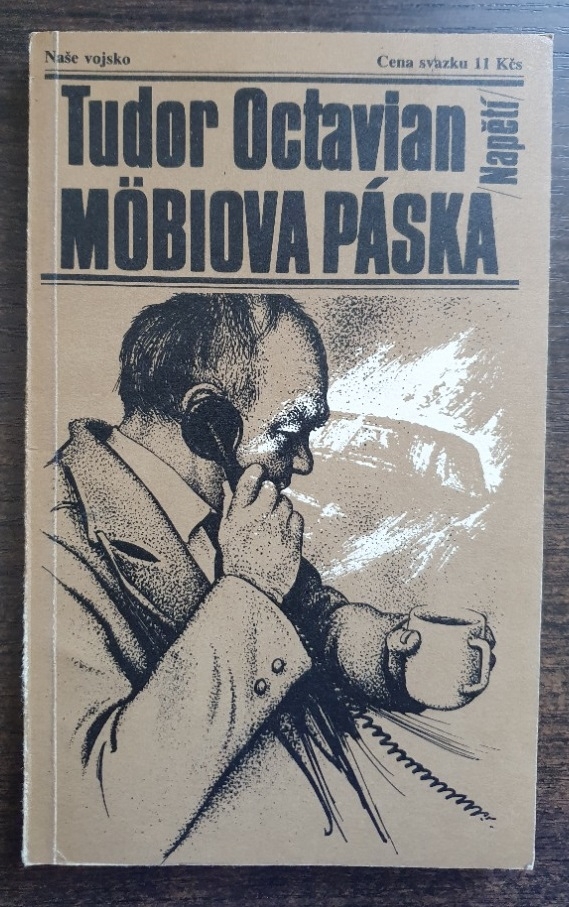 Naše vojsko
Cena svazku 11 Kčs
Tudor Octavian
/Napětí/
MÖBIOVA PÁSKA